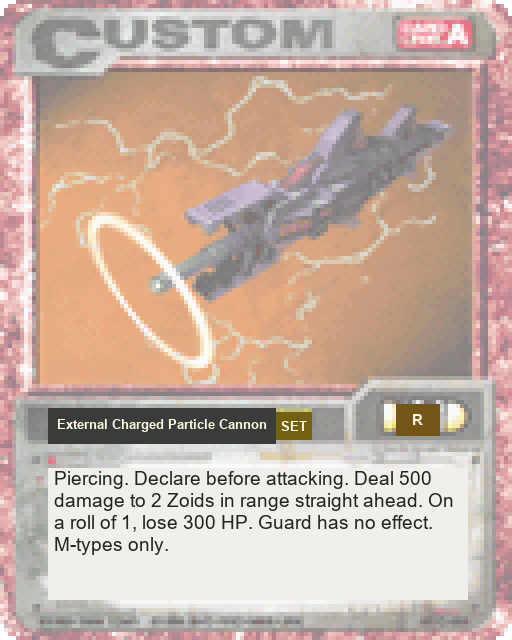 CUSTOM
A
External Charged Particle Cannon SET
R
Piercing. Declare before attacking. Deal 500
damage to 2 Zoids in range straight ahead. On
a roll of 1, lose 300 HP. Guard has no effect.
M-types only.